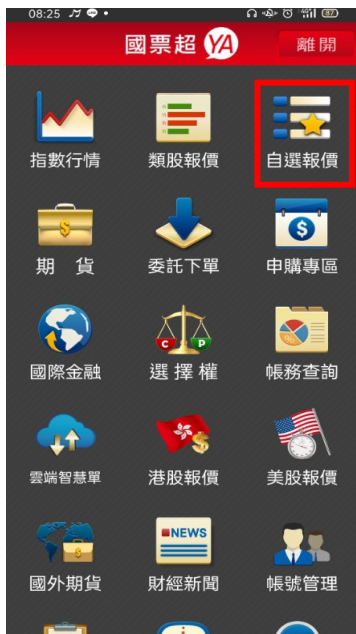 08:25 87
國票超 YA 離開
指數行情 類股報價 自選報價
$ $
期 貨 委託下單 申購專區
C P
國際金融 選擇權 帳務查詢
$
雲端智慧單 港股報價 美股報價
NEWS
國外期貨 財經新聞 帳號管理